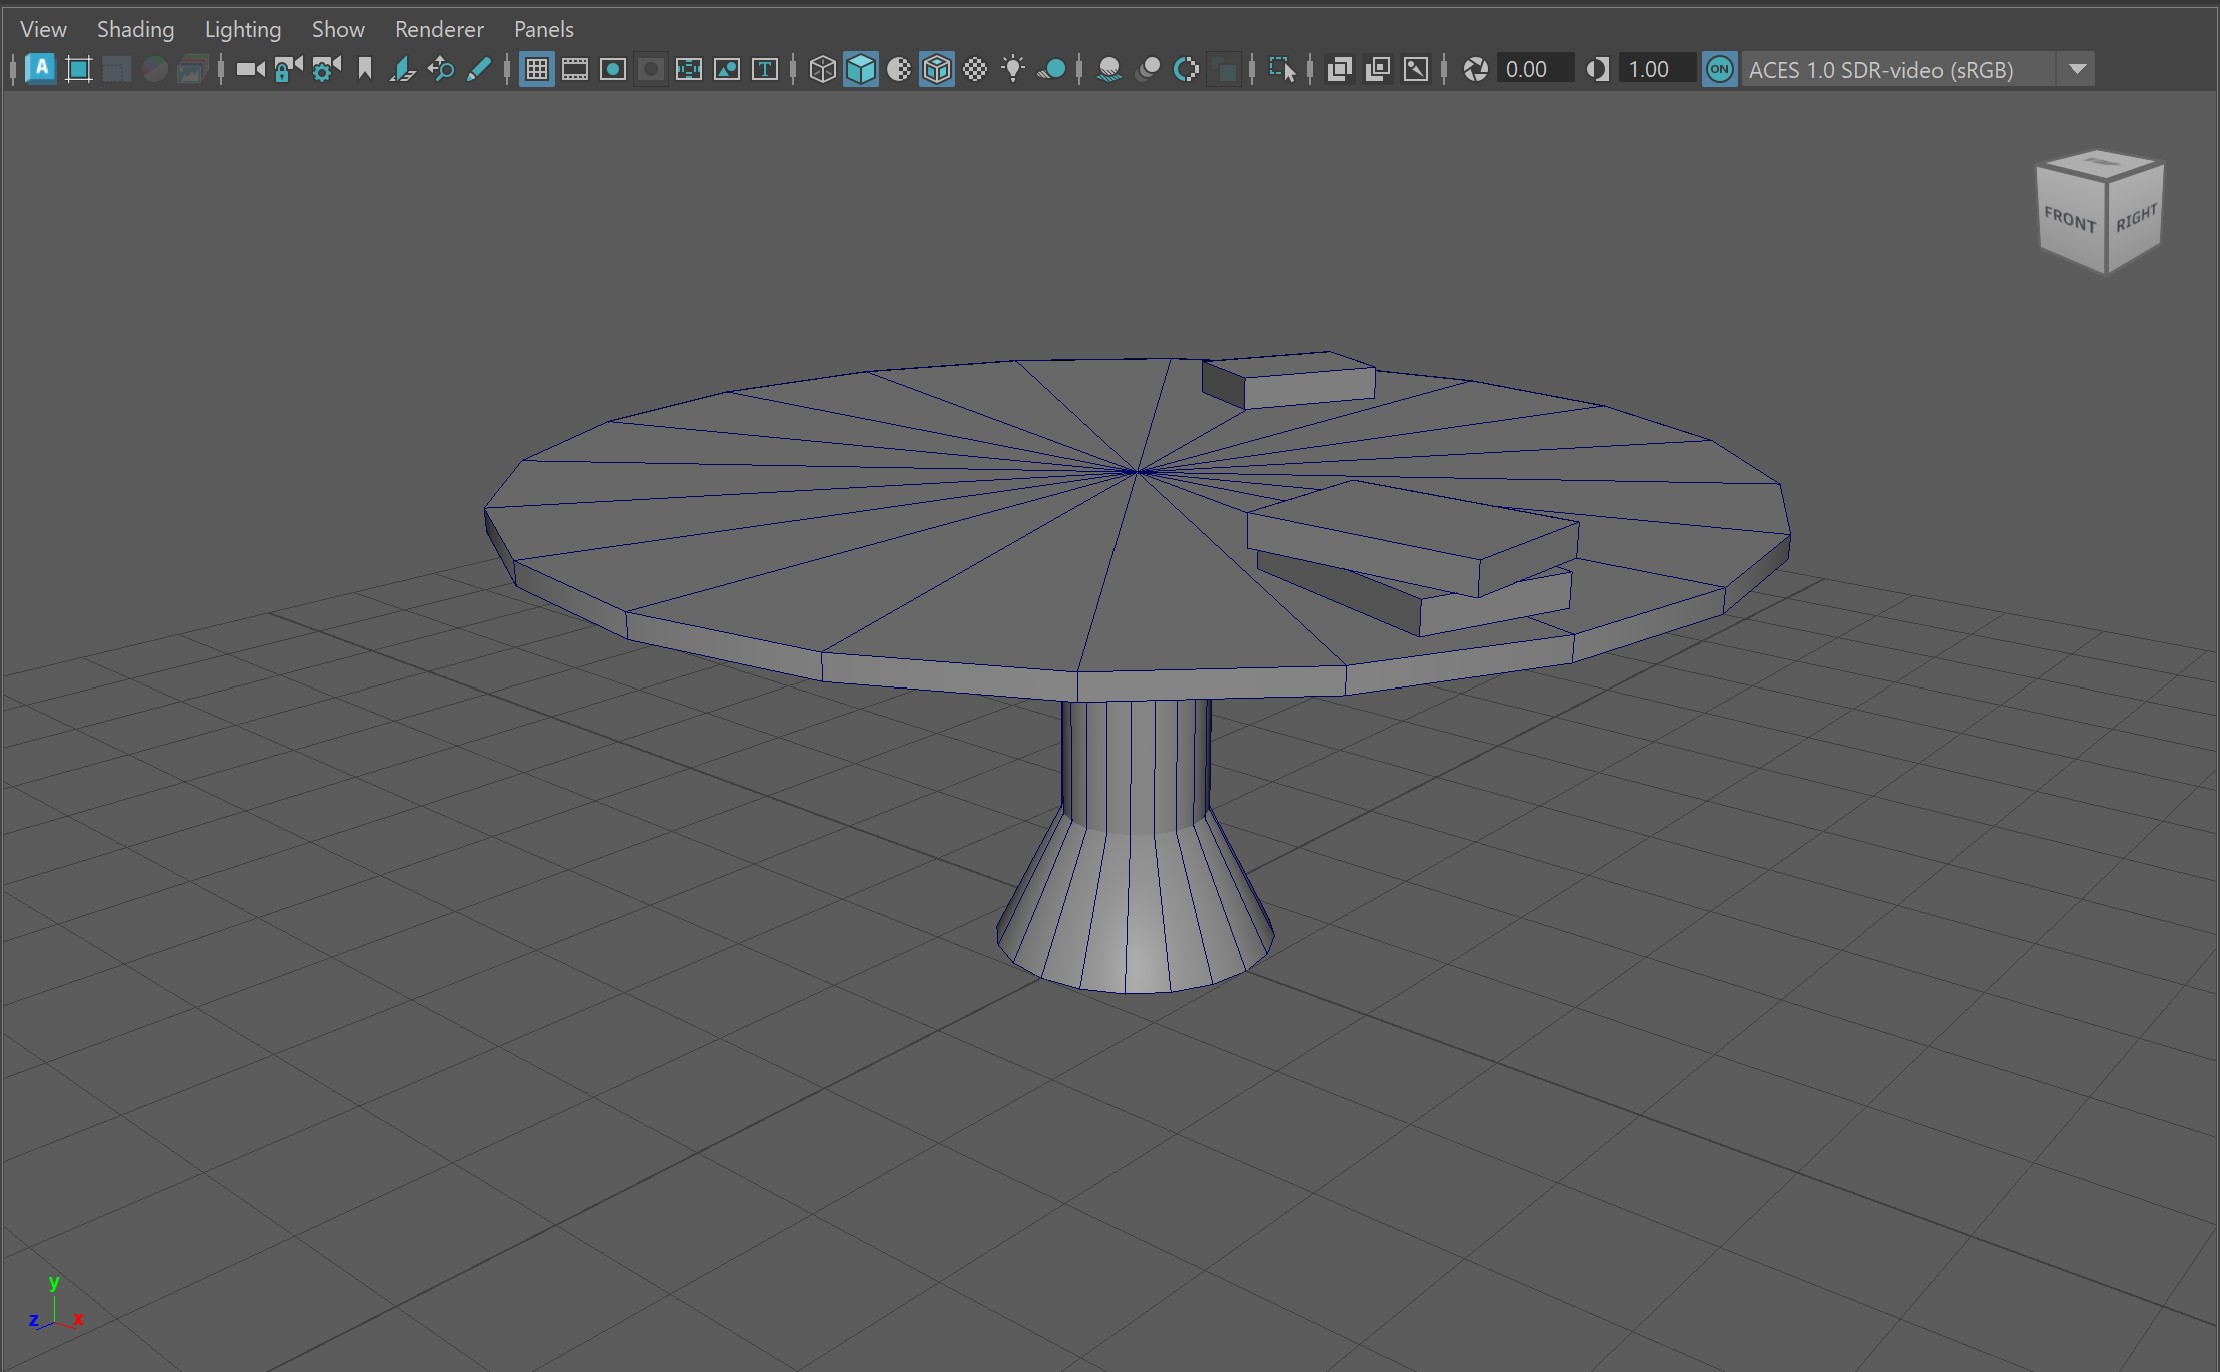 View Shading Lighting Show Renderer Panels
A T 0.00 1.00 ON ACES 1.0 SDR-video (sRGB)
FRONT RIGHT
y
z x